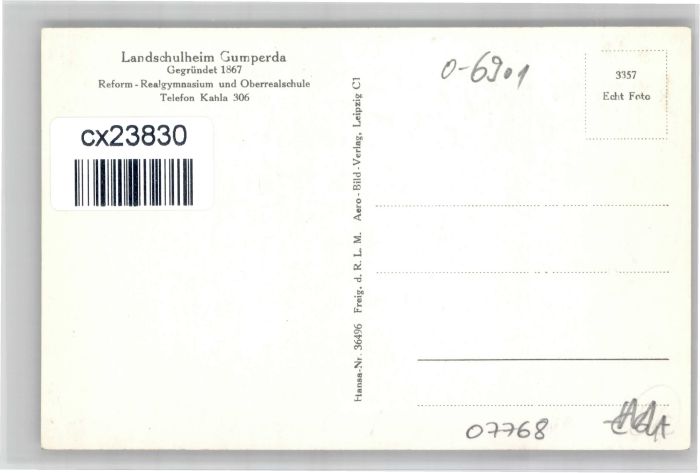 Landschulheim Gumperda
Gegründet 1867
Reform-Realgymnasium und Oberrealschule
Telefon Kahla 306
cx23830
Hansa-Nr. 36496 Freig. d. R. L. M. Aero-Bild-Verlag, Leipzig C1
0-6901
3357
Echt Foto
07768